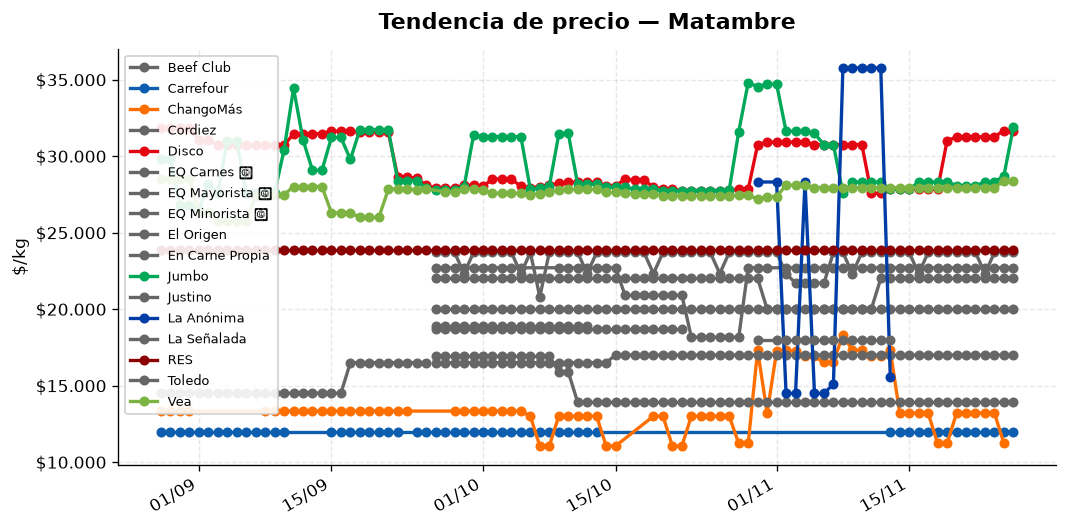 Tendencia de precio — Matambre
$/kg
$35.000
$30.000
$25.000
$20.000
$15.000
$10.000
Beef Club
Carrefour
ChangoMás
Cordiez
Disco
EQ Carnes
EQ Mayorista
EQ Minorista
El Origen
En Carne Propia
Jumbo
Justino
La Anónima
La Señalada
RES
Toledo
Vea
01/09
15/09
01/10
15/10
01/11
15/11